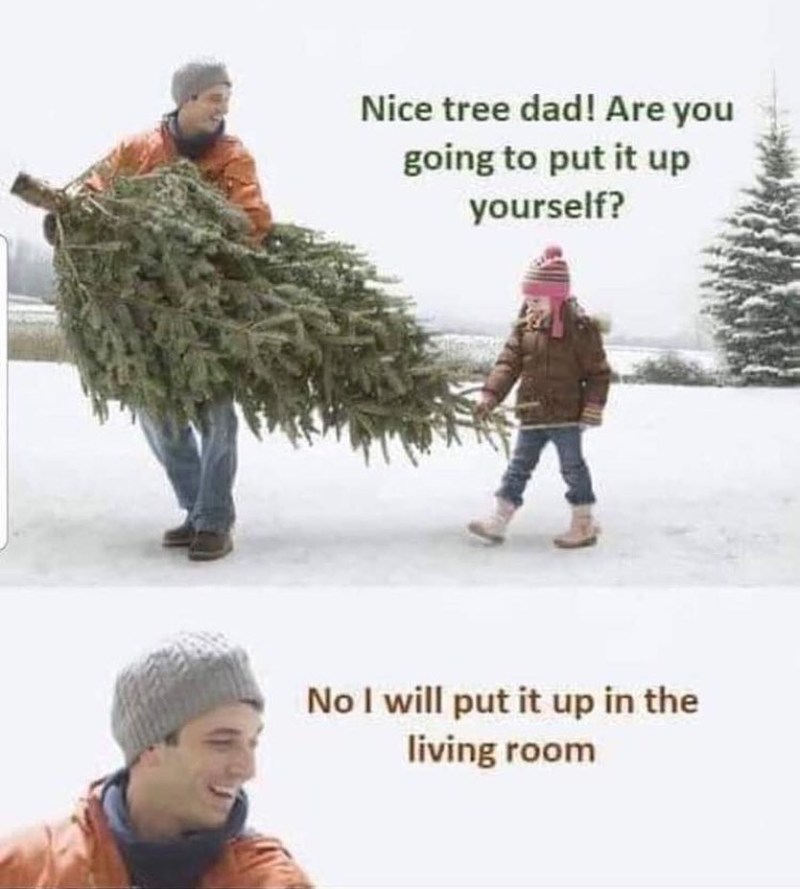 Nice tree dad! Are you
going to put it up
yourself?
No I will put it up in the
living room